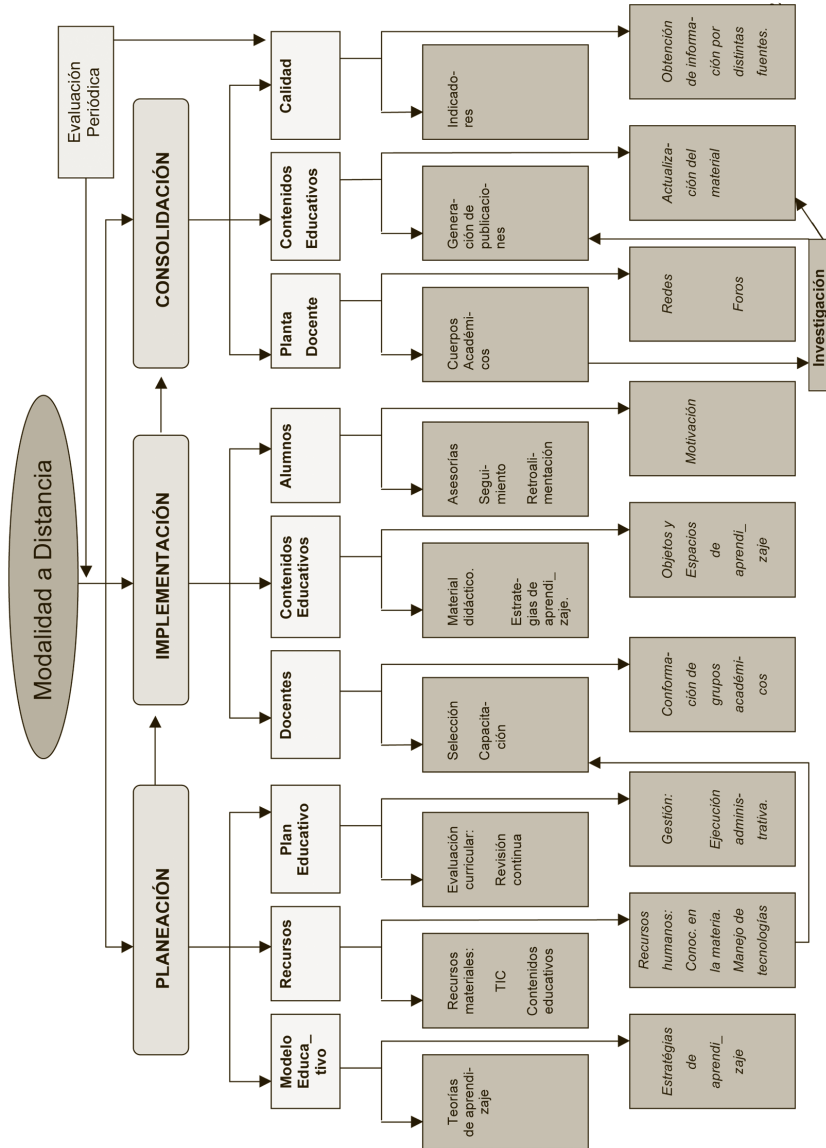 Modalidad a Distancia
Evaluación
Periódica
PLANEACIÓN
IMPLEMENTACIÓN
CONSOLIDACIÓN
Modelo
Educa_
tivo
Recursos
Plan
Educativo
Docentes
Contenidos
Educativos
Alumnos
Planta
Docente
Contenidos
Educativos
Calidad
Teorías
de aprendi-
zaje
Recursos
materiales:
TIC
Contenidos
educativos
Evaluación
curricular:
Revisión
continua
Selección
Capacita-
ción
Material
didáctico.
Estrate-
gias de
aprendi_
zaje.
Asesorías
Segui-
miento
Retroali-
mentación
Cuerpos
Académi-
cos
Genera-
ción de
publicacio-
nes
Indicado-
res
Estratégias
de
aprendi_
zaje
Recursos
humanos:
Conoc. en
la materia.
Manejo de
tecnologías
Gestión:
Ejecución
adminis-
trativa.
Conforma-
ción de
grupos
académi-
cos
Objetos y
Espacios
de
aprendi_
zaje
Motivación
Redes
Foros
Actualiza-
ción del
material
Obtención
de informa-
ción por
distintas
fuentes.
Investigación